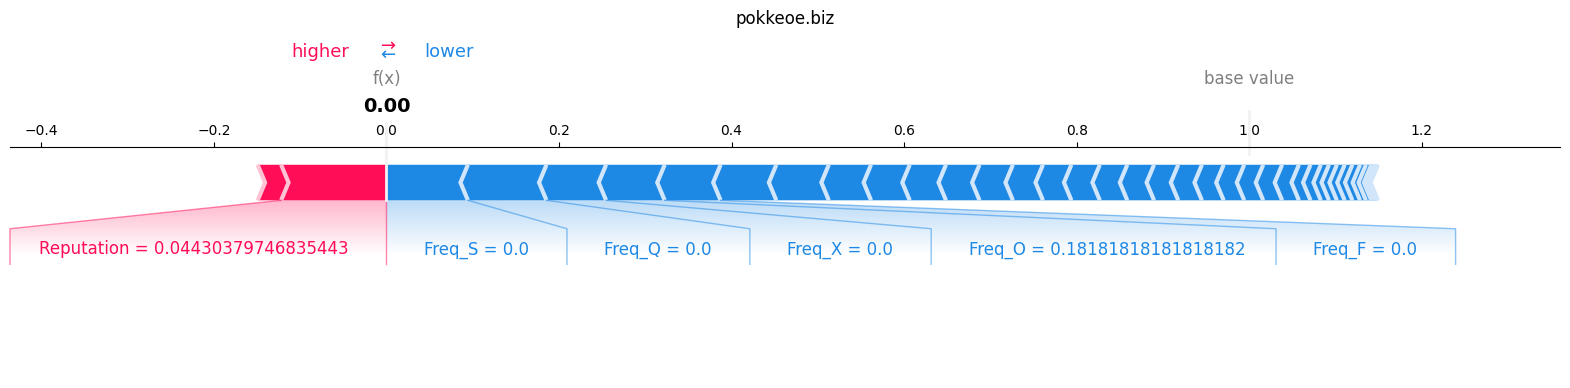 pokkeoe.biz
higher ⇄ lower
f(x) base value
0.00
−0.4 −0.2 0.0 0.2 0.4 0.6 0.8 1.0 1.2
Reputation = 0.04430379746835443 Freq_S = 0.0 Freq_Q = 0.0 Freq_X = 0.0 Freq_O = 0.18181818181818182 Freq_F = 0.0